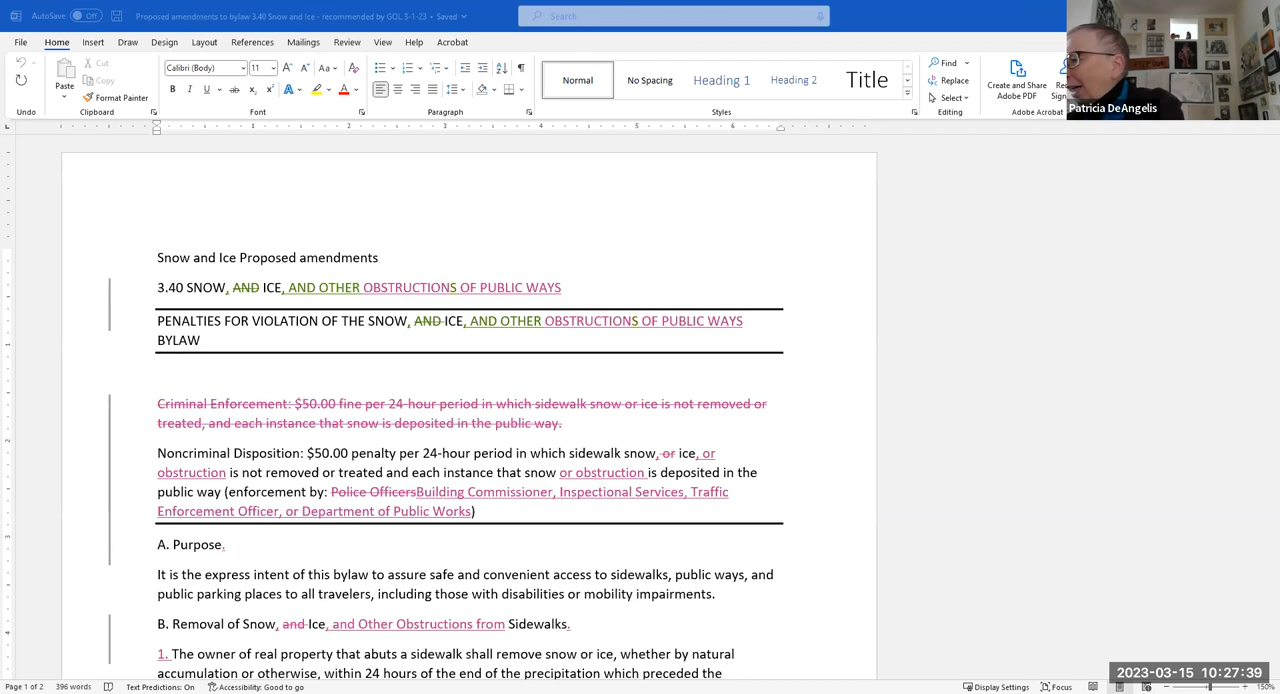 AutoSave Off Proposed amendments to bylaw 3.40 Snow and Ice - recommended by GOL 3-1-23 • Saved Search
File Home Insert Draw Design Layout References Mailings Review View Help Acrobat
Paste Cut Copy Format Painter
Calibri (Body) 11
Normal No Spacing Heading 1 Heading 2 Title
Find Replace Select
Create and Share Adobe PDF
Undo Clipboard Font Paragraph Styles Editing Adobe Acrobat
Patricia DeAngelis
Snow and Ice Proposed amendments
3.40 SNOW, AND ICE, AND OTHER OBSTRUCTIONS OF PUBLIC WAYS
PENALTIES FOR VIOLATION OF THE SNOW, AND ICE, AND OTHER OBSTRUCTIONS OF PUBLIC WAYS
BYLAW
Criminal Enforcement: $50.00 fine per 24-hour period in which sidewalk snow or ice is not removed or
treated, and each instance that snow is deposited in the public way.
Noncriminal Disposition: $50.00 penalty per 24-hour period in which sidewalk snow, or ice, or
obstruction is not removed or treated and each instance that snow or obstruction is deposited in the
public way (enforcement by: Police OfficersBuilding Commissioner, Inspectional Services, Traffic
Enforcement Officer, or Department of Public Works)
A. Purpose.
It is the express intent of this bylaw to assure safe and convenient access to sidewalks, public ways, and
public parking places to all travelers, including those with disabilities or mobility impairments.
B. Removal of Snow, and Ice, and Other Obstructions from Sidewalks.
1. The owner of real property that abuts a sidewalk shall remove snow or ice, whether by natural
accumulation or otherwise, within 24 hours of the end of the precipitation which preceded the
2023-03-15 10:27:39
Page 1 of 2 396 words Text Predictions: On Accessibility: Good to go Display Settings Focus 150%